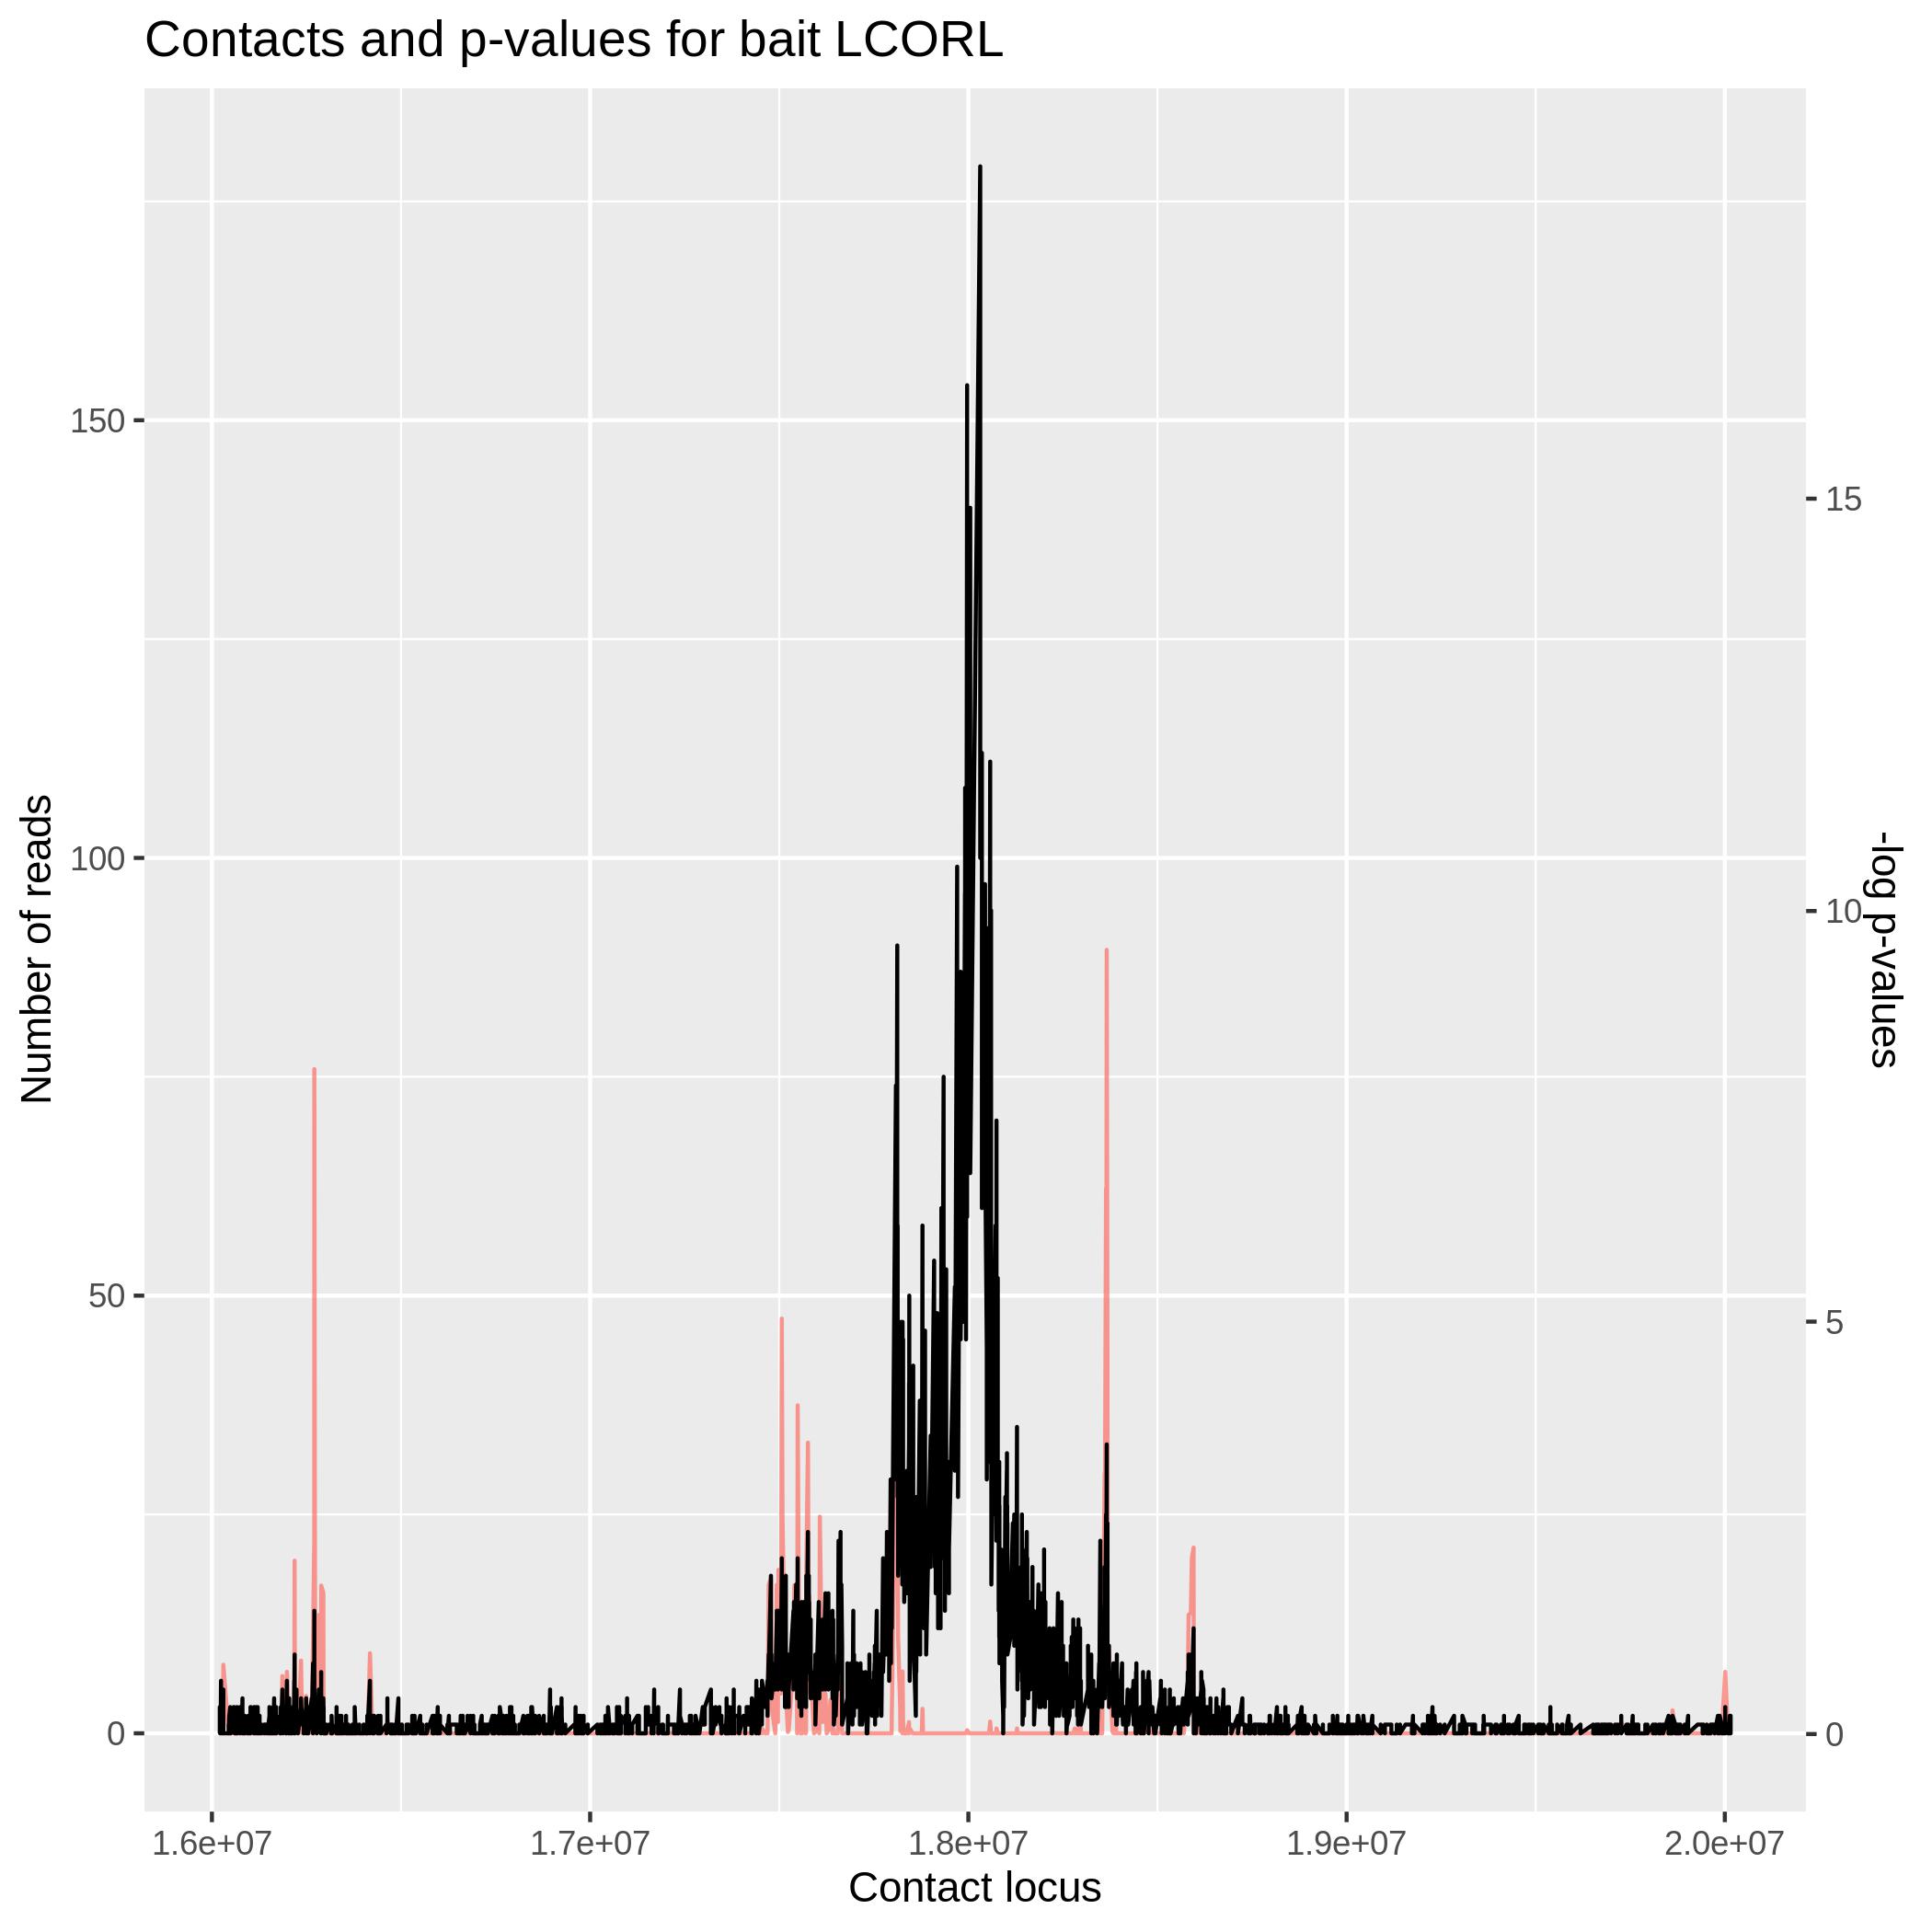 Contacts and p-values for bait LCORL
Number of reads
150
100
50
0
15
10
5
0
-log p-values
1.6e+07 1.7e+07 1.8e+07 1.9e+07 2.0e+07
Contact locus